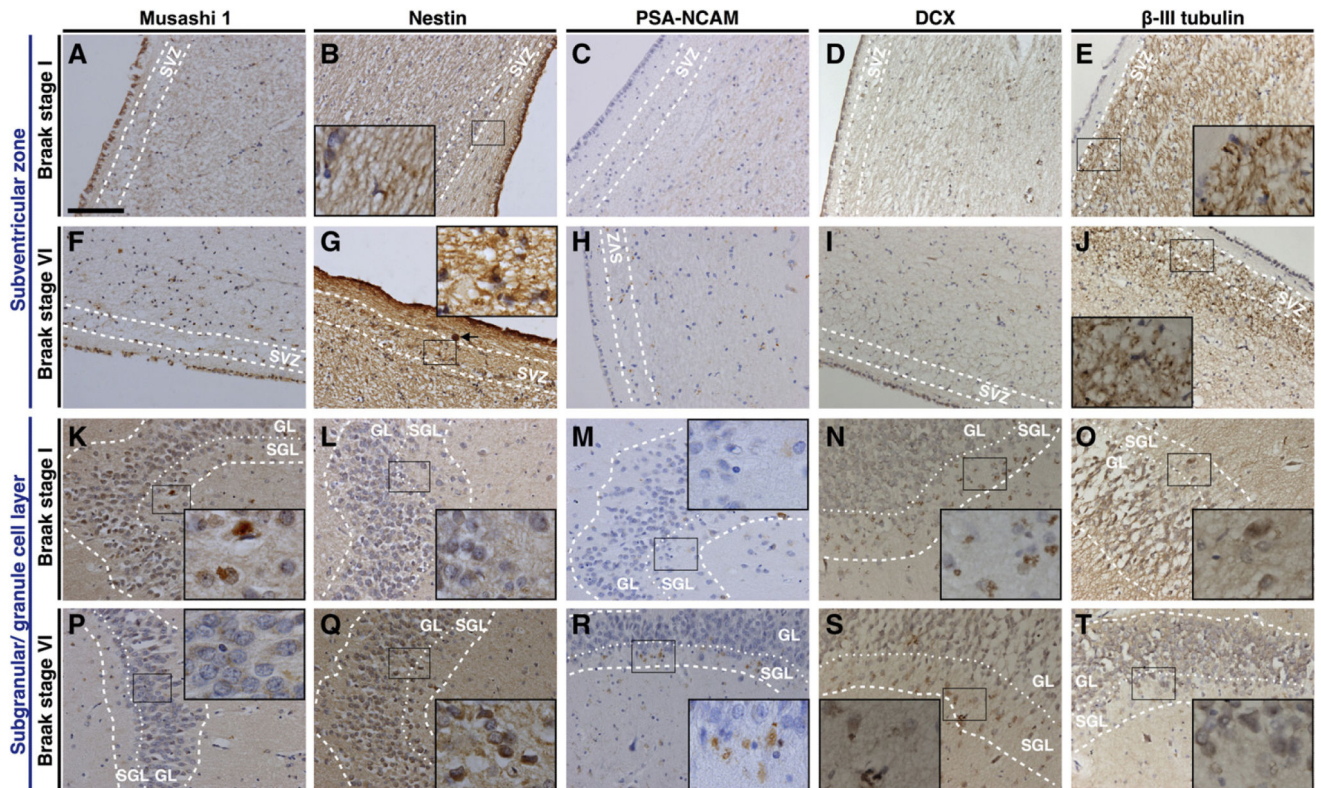 Musashi 1 Nestin PSA-NCAM DCX β-III tubulin
Subventricular zone
Braak stage I
A SVZ B SVZ C SVZ D SVZ E SVZ
Braak stage VI
F SVZ G SVZ H SVZ I SVZ J SVZ
Subgranular/ granule cell layer
Braak stage I
K GL SGL L GL SGL M GL SGL N GL SGL O SGL GL
Braak stage VI
P SGL GL Q GL SGL R GL SGL S GL SGL T GL SGL